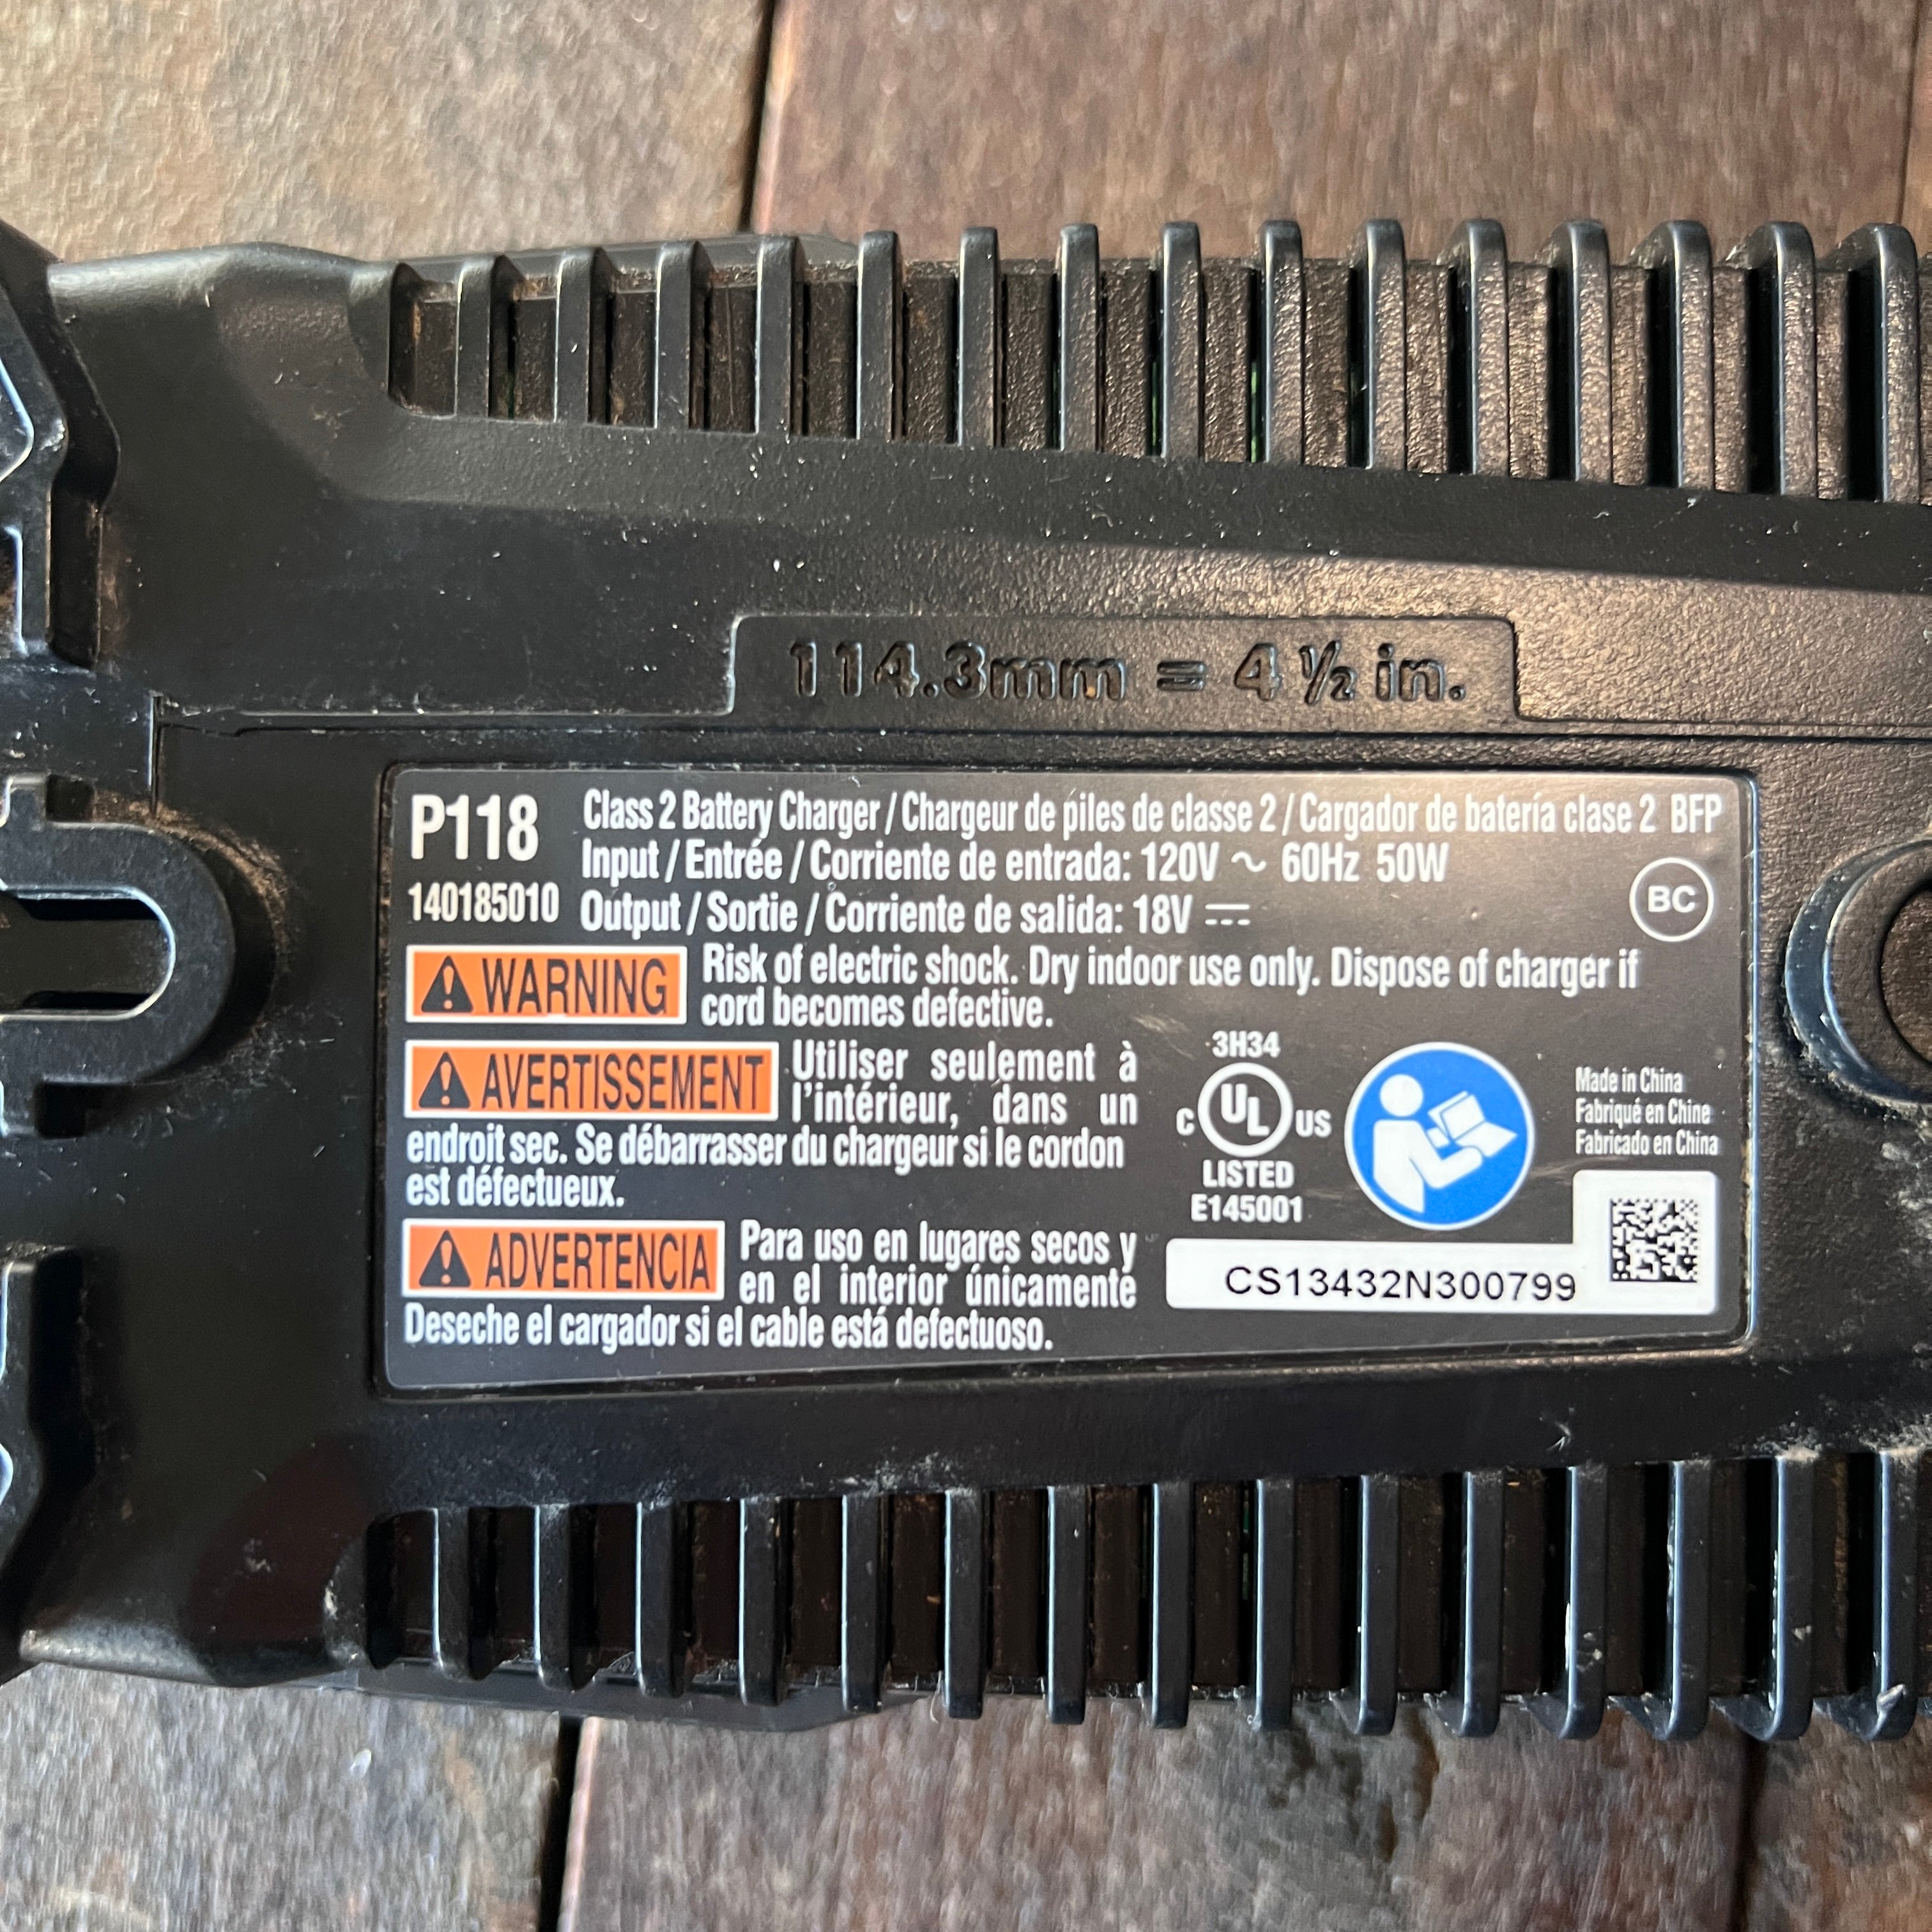 114.3mm = 4 ½ in.
P118 Class 2 Battery Charger / Chargeur de piles de classe 2 / Cargador de batería clase 2 BFP
Input / Entrée / Corriente de entrada: 120V ~ 60Hz 50W
140185010 Output / Sortie / Corriente de salida: 18V ⎓
BC
WARNING Risk of electric shock. Dry indoor use only. Dispose of charger if
cord becomes defective.
AVERTISSEMENT Utiliser seulement à
l'intérieur, dans un
endroit sec. Se débarrasser du chargeur si le cordon
est défectueux.
ADVERTENCIA Para uso en lugares secos y
en el interior únicamente
Deseche el cargador si el cable está defectuoso.
3H34
C UL US
LISTED
E145001
Made in China
Fabriqué en Chine
Fabricado en China
CS13432N300799